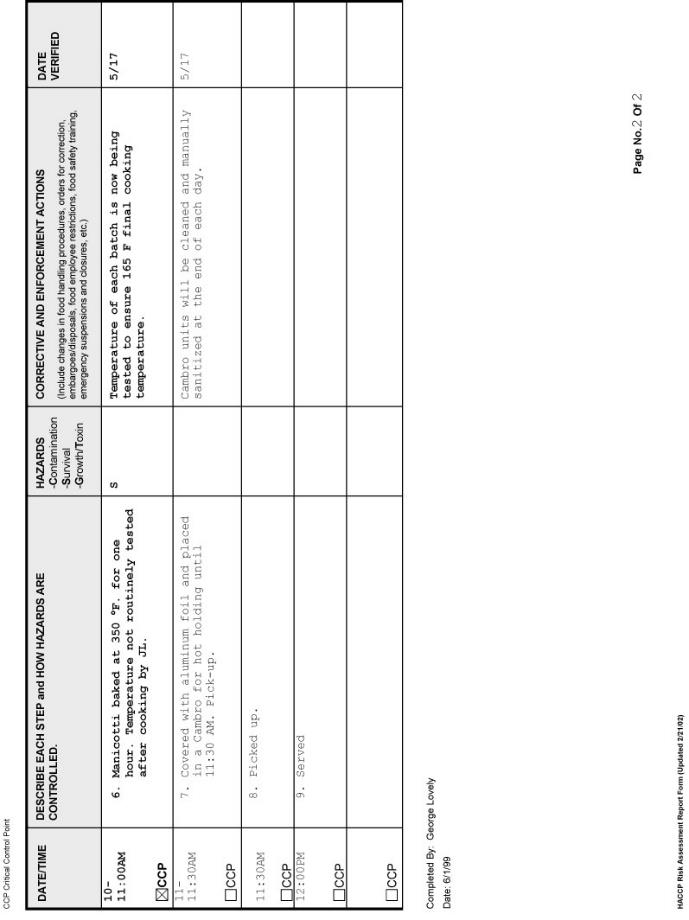 CCP Critical Control Point
DATE/TIME
DESCRIBE EACH STEP and HOW HAZARDS ARE
CONTROLLED.
HAZARDS
-Contamination
-Survival
-Growth/Toxin
CORRECTIVE AND ENFORCEMENT ACTIONS
(Include changes in food handling procedures, orders for correction,
embargoes/disposals, food employee restrictions, food safety training,
emergency suspensions and closures, etc.)
DATE
VERIFIED
10-
11:00AM
☒CCP
6. Manicotti baked at 350 °F. for one
hour. Temperature not routinely tested
after cooking by JL.
S
Temperature of each batch is now being
tested to ensure 165 F final cooking
temperature.
5/17
11-
11:30AM
☐CCP
7. Covered with aluminum foil and placed
in a Cambro for hot holding until
11:30 AM. Pick-up.
Cambro units will be cleaned and manually
sanitized at the end of each day.
5/17
11:30AM
☐CCP
8. Picked up.
12:00PM
☐CCP
9. Served
☐CCP
Completed By: George Lovely
Date: 6/1/99
Page No.2 Of 2
HACCP Risk Assessment Report Form (Updated 2/21/02)